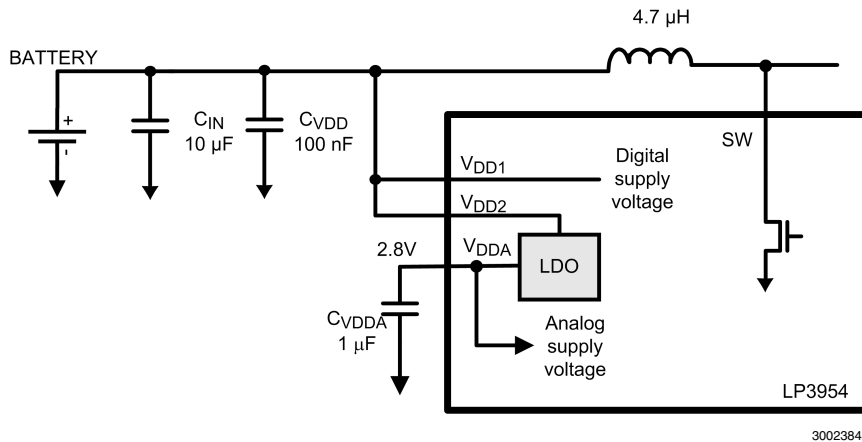 4.7 µH
BATTERY
+
-
CIN
10 µF
CVDD
100 nF
SW
VDD1
Digital
supply
voltage
VDD2
2.8V
VDDA
LDO
CVDDA
1 µF
Analog
supply
voltage
LP3954
3002384